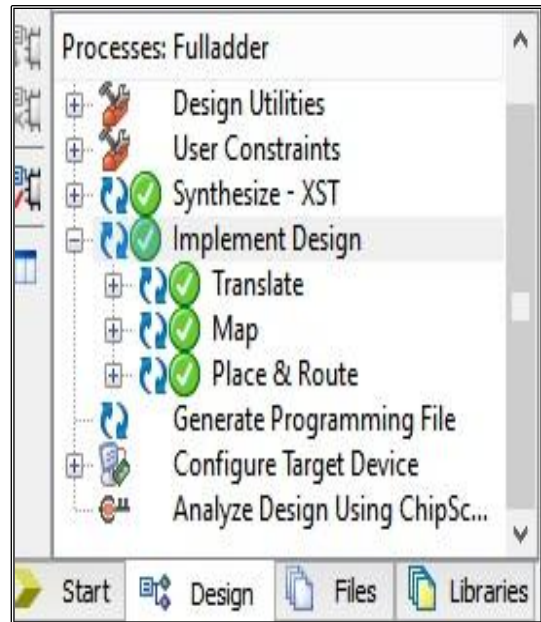 Processes: Fulladder
Design Utilities
User Constraints
Synthesize - XST
Implement Design
Translate
Map
Place & Route
Generate Programming File
Configure Target Device
Analyze Design Using ChipSc...
Start Design Files Libraries